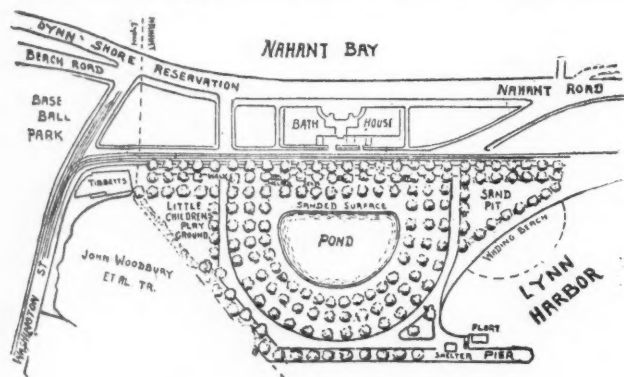 LYNN SHORE
RESERVATION
BEACH ROAD
NAHANT
LYNN
NAHANT BAY
NAHANT ROAD
BASE
BALL
PARK
BATH HOUSE
TIBBETTS
LITTLE
CHILDRENS
PLAY
GROUND.
SANDED SURFACE
POND
SAND
PIT
WADING BEACH
JOHN WOODBURY
ET AL TR.
WASHINGTON ST
LYNN
HARBOR
FLOAT
SHELTER
PIER